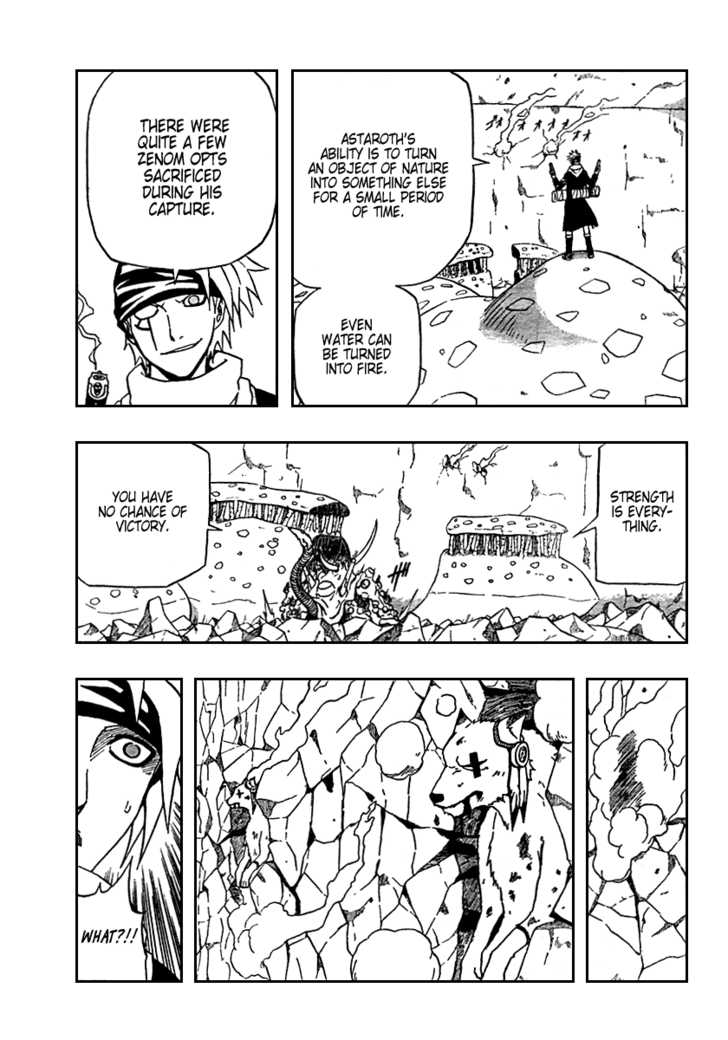 ASTAROTH'S
ABILITY IS TO TURN
AN OBJECT OF NATURE
INTO SOMETHING ELSE
FOR A SMALL PERIOD
OF TIME.
EVEN
WATER CAN
BE TURNED
INTO FIRE.
THERE WERE
QUITE A FEW
ZENOM OPTS
SACRIFICED
DURING HIS
CAPTURE.
STRENGTH
IS EVERY-
THING.
YOU HAVE
NO CHANCE OF
VICTORY.
WHAT?!!